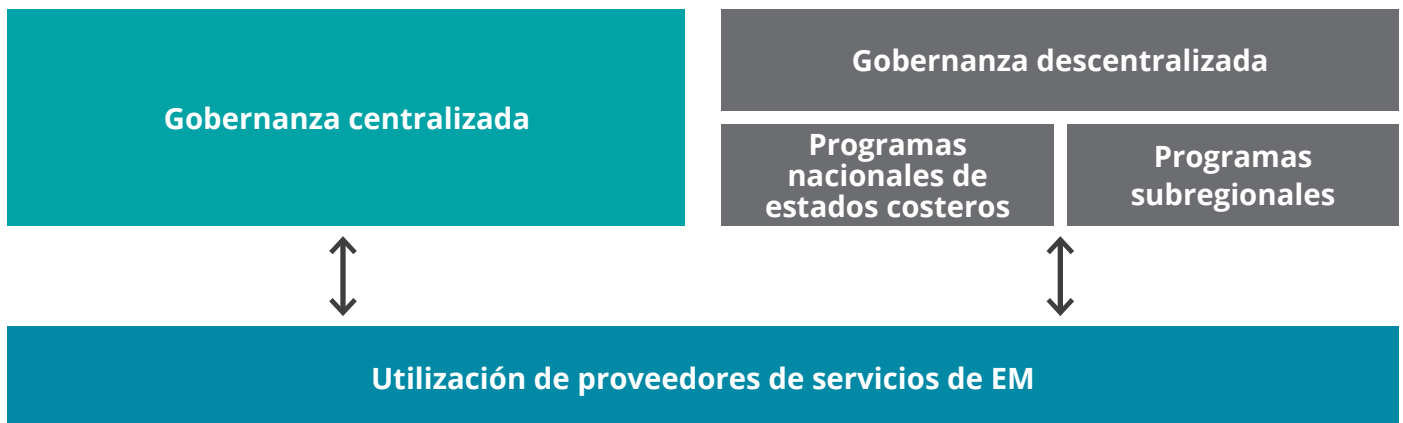 Gobernanza centralizada
Gobernanza descentralizada
Programas
nacionales de
estados costeros
Programas
subregionales
Utilización de proveedores de servicios de EM